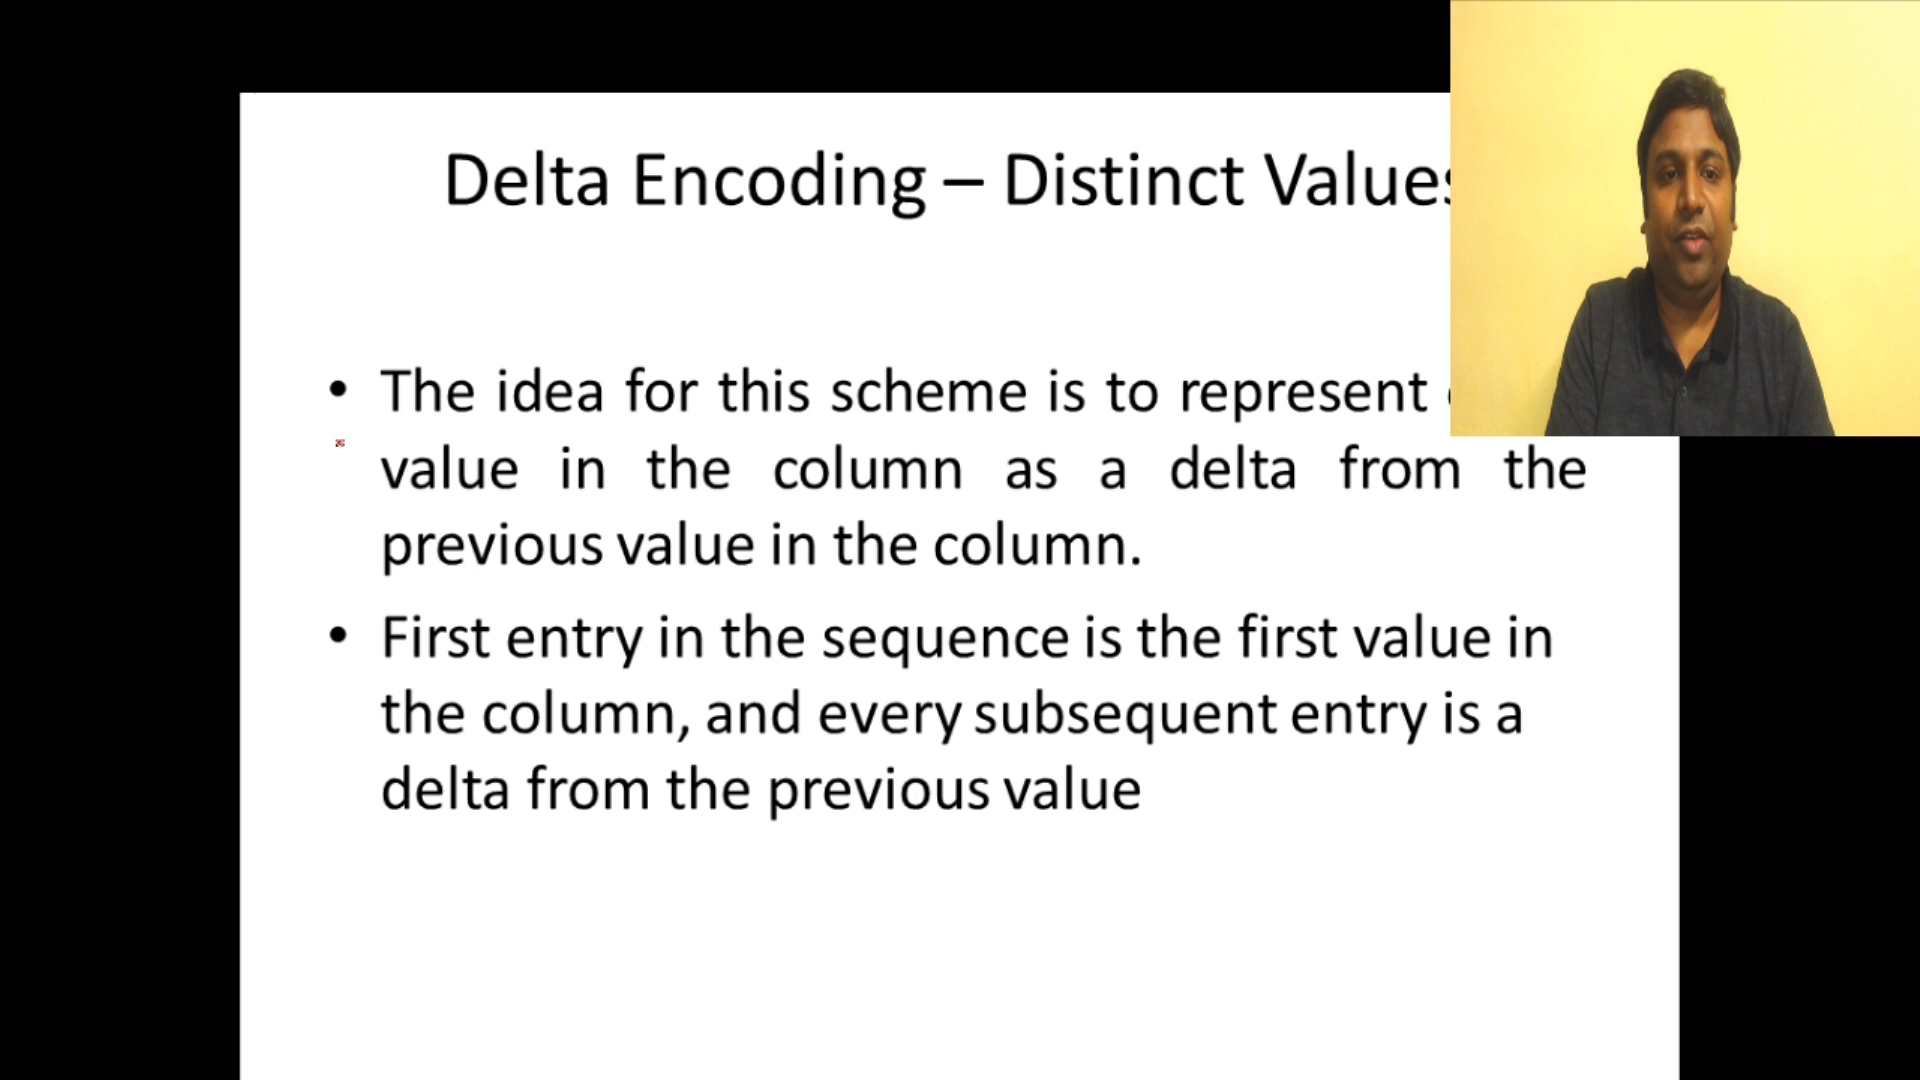 Delta Encoding – Distinct Values
• The idea for this scheme is to represent
value in the column as a delta from the
previous value in the column.
• First entry in the sequence is the first value in
the column, and every subsequent entry is a
delta from the previous value